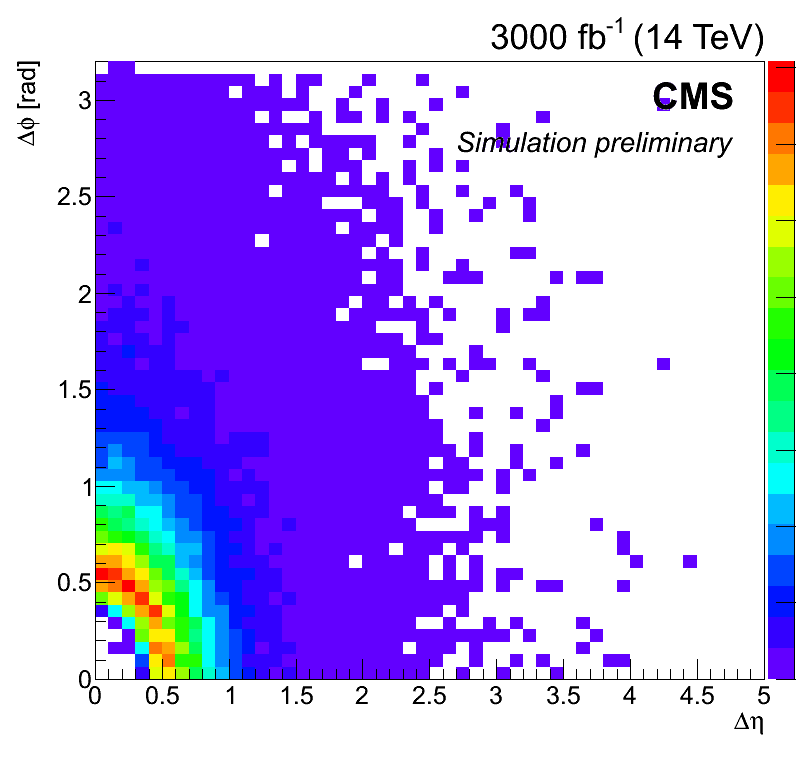 3000 fb-1 (14 TeV)
CMS
Simulation preliminary
Δϕ [rad]
3
2.5
2
1.5
1
0.5
0
0 0.5 1 1.5 2 2.5 3 3.5 4 4.5 5
Δη